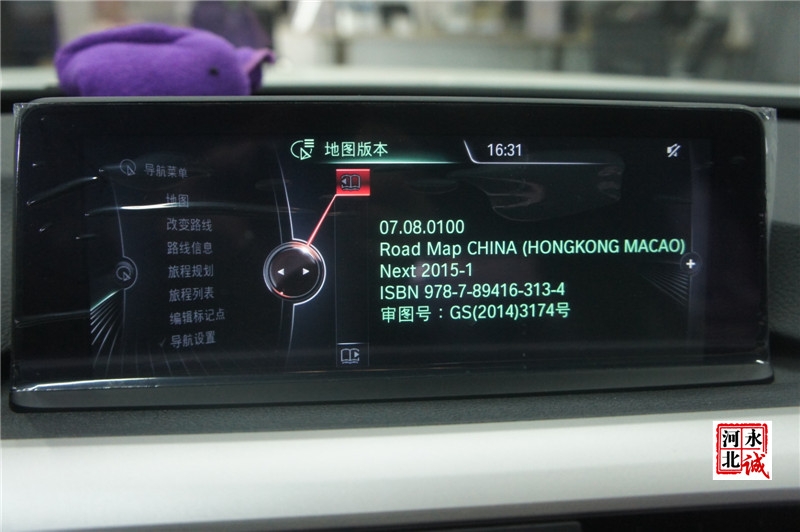 地图版本
16:31
导航菜单
地图
改变路线
路线信息
旅程规划
旅程列表
编辑标记点
导航设置
07.08.0100
Road Map CHINA (HONGKONG MACAO)
Next 2015-1
ISBN 978-7-89416-313-4
审图号：GS(2014)3174号
河北
永诚